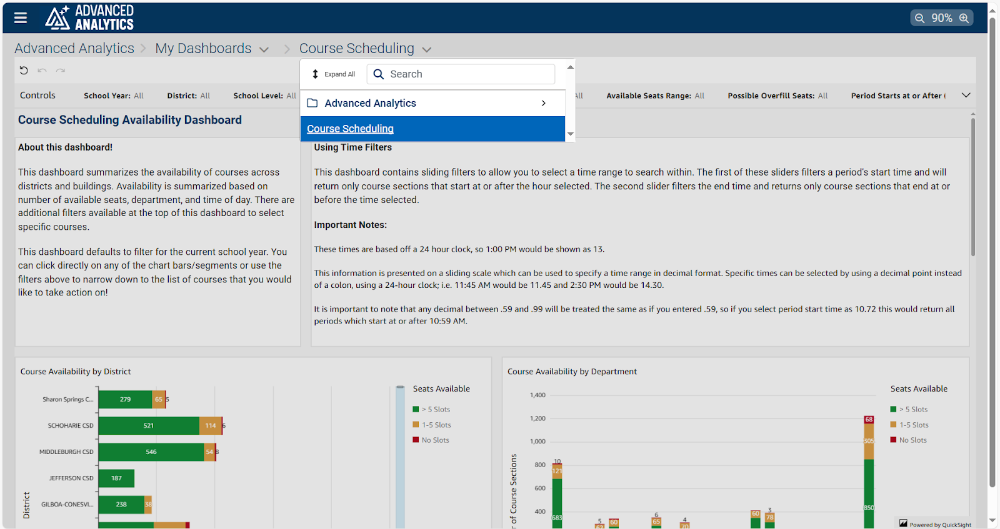 ADVANCED
ANALYTICS
90%
Advanced Analytics
My Dashboards
Course Scheduling
Expand All
Search
Advanced Analytics
Course Scheduling
Controls
School Year: All
District: All
School Level: All
All
Available Seats Range: All
Possible Overfill Seats: All
Period Starts at or After (
Course Scheduling Availability Dashboard
About this dashboard!
This dashboard summarizes the availability of courses across
districts and buildings. Availability is summarized based on
number of available seats, department, and time of day. There are
additional filters available at the top of this dashboard to select
specific courses.
This dashboard defaults to filter for the current school year. You
can click directly on any of the chart bars/segments or use the
filters above to narrow down to the list of courses that you would
like to take action on!
Using Time Filters
This dashboard contains sliding filters to allow you to select a time range to search within. The first of these sliders filters a period's start time and will
return only course sections that start at or after the hour selected. The second slider filters the end time and returns only course sections that end at or
before the time selected.
Important Notes:
These times are based off a 24 hour clock, so 1:00 PM would be shown as 13.
This information is presented on a sliding scale which can be used to specify a time range in decimal format. Specific times can be selected by using a decimal point instead
of a colon, using a 24-hour clock; i.e. 11:45 AM would be 11.45 and 2:30 PM would be 14.30.
It is important to note that any decimal between .59 and .99 will be treated the same as if you entered .59, so if you select period start time as 10.72 this would return all
periods which start at or after 10:59 AM.
Course Availability by District
District
Sharon Springs C...
279
65
5
SCHOHARIE CSD
521
114
6
MIDDLEBURGH CSD
546
54
8
JEFFERSON CSD
187
GILBOA-CONESVI...
238
38
Seats Available
> 5 Slots
1-5 Slots
No Slots
Course Availability by Department
r of Course Sections
1,400
1,200
1,000
800
600
400
10
121
683
5
62
60
6
65
4
70
60
3
78
68
305
850
Seats Available
> 5 Slots
1-5 Slots
No Slots
Powered by QuickSight